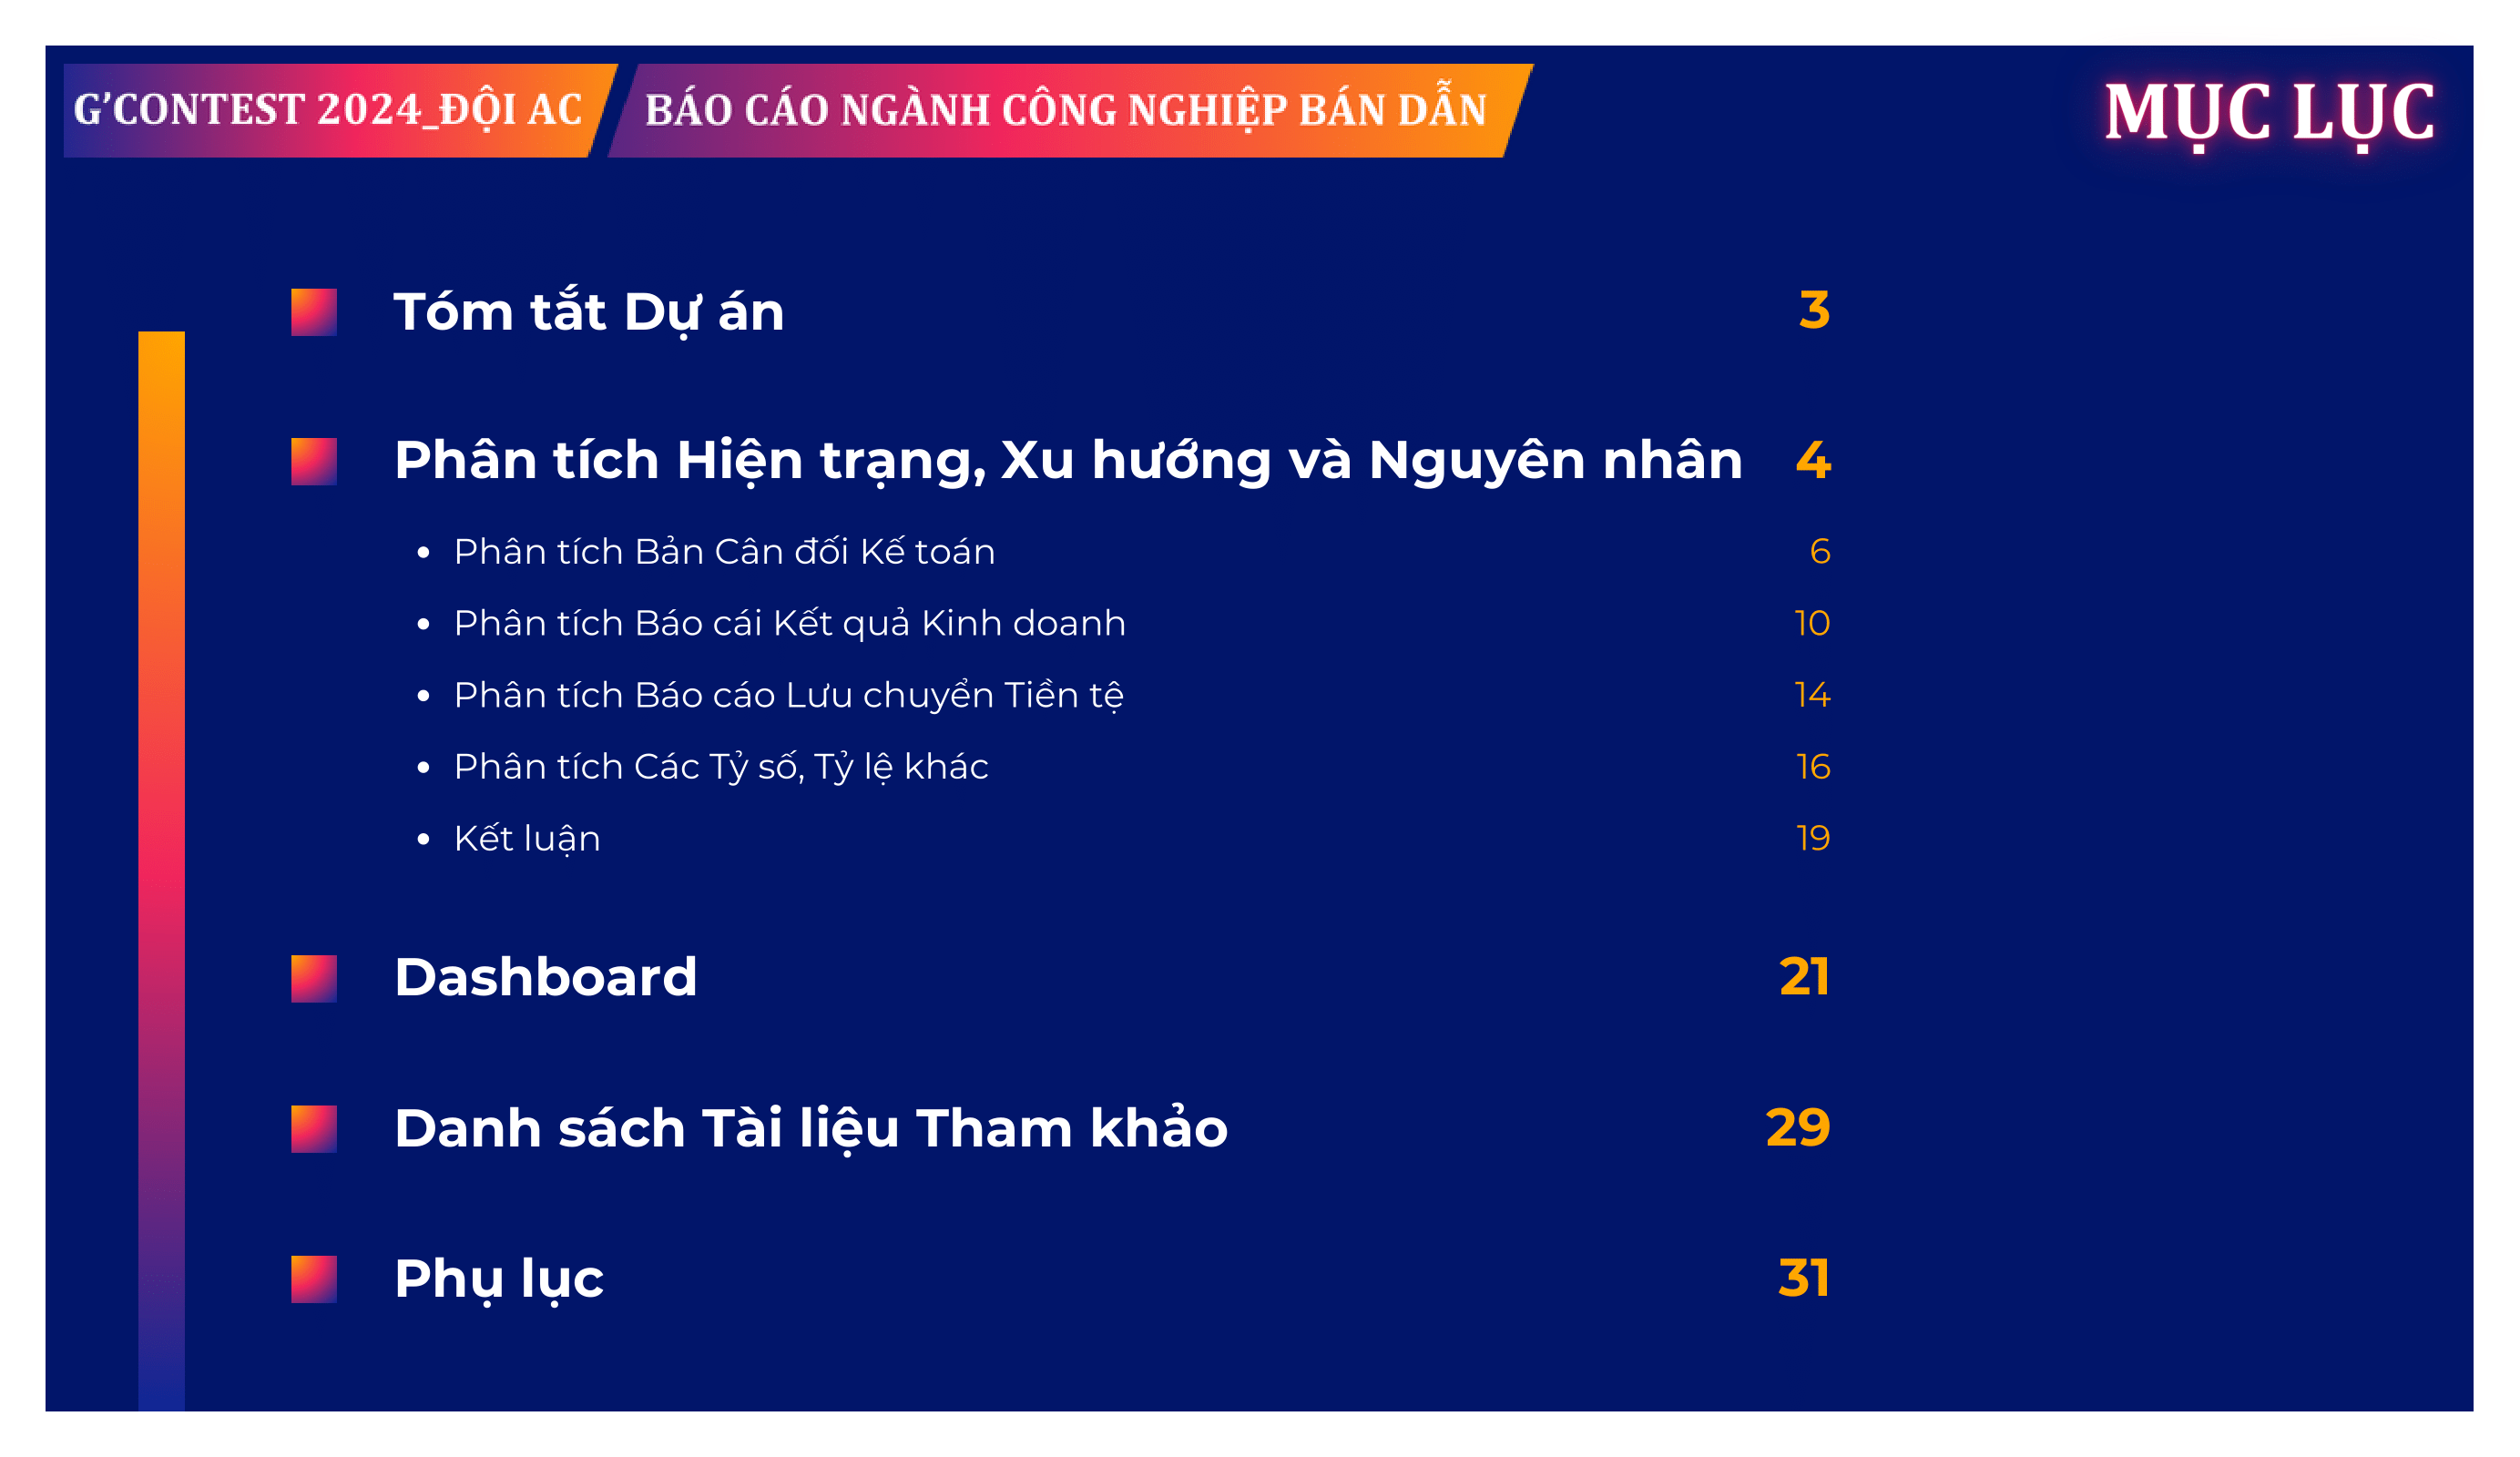 G’CONTEST 2024_ĐỘI AC
BÁO CÁO NGÀNH CÔNG NGHIỆP BÁN DẪN
MỤC LỤC
Tóm tắt Dự án 3
Phân tích Hiện trạng, Xu hướng và Nguyên nhân 4
• Phân tích Bản Cân đối Kế toán 6
• Phân tích Báo cái Kết quả Kinh doanh 10
• Phân tích Báo cáo Lưu chuyển Tiền tệ 14
• Phân tích Các Tỷ số, Tỷ lệ khác 16
• Kết luận 19
Dashboard 21
Danh sách Tài liệu Tham khảo 29
Phụ lục 31